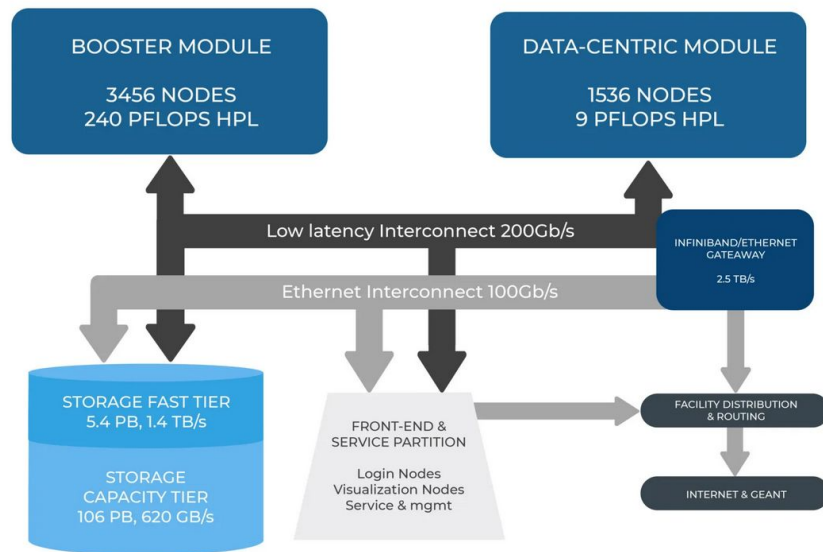 BOOSTER MODULE
3456 NODES
240 PFLOPS HPL
DATA-CENTRIC MODULE
1536 NODES
9 PFLOPS HPL
Low latency Interconnect 200Gb/s
INFINIBAND/ETHERNET
GATEAWAY
2.5 TB/s
Ethernet Interconnect 100Gb/s
STORAGE FAST TIER
5.4 PB, 1.4 TB/s
STORAGE
CAPACITY TIER
106 PB, 620 GB/s
FRONT-END &
SERVICE PARTITION
Login Nodes
Visualization Nodes
Service & mgmt
FACILITY DISTRIBUTION
& ROUTING
INTERNET & GEANT